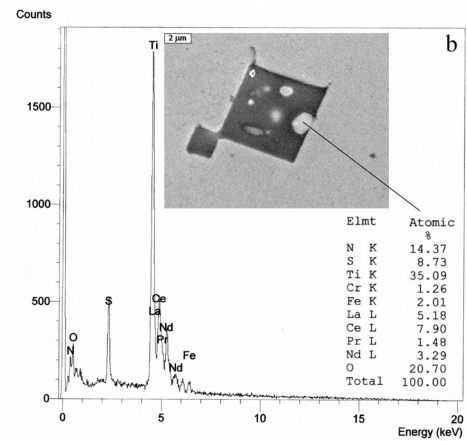 Counts
b
2 µm
Ti
1500
1000
500
0
S
Ce
La
O
N
Nd
Pr
Nd
Fe
Elmt Atomic
%
N K 14.37
S K 8.73
Ti K 35.09
Cr K 1.26
Fe K 2.01
La L 5.18
Ce L 7.90
Pr L 1.48
Nd L 3.29
O 20.70
Total 100.00
0 5 10 15 20
Energy (keV)